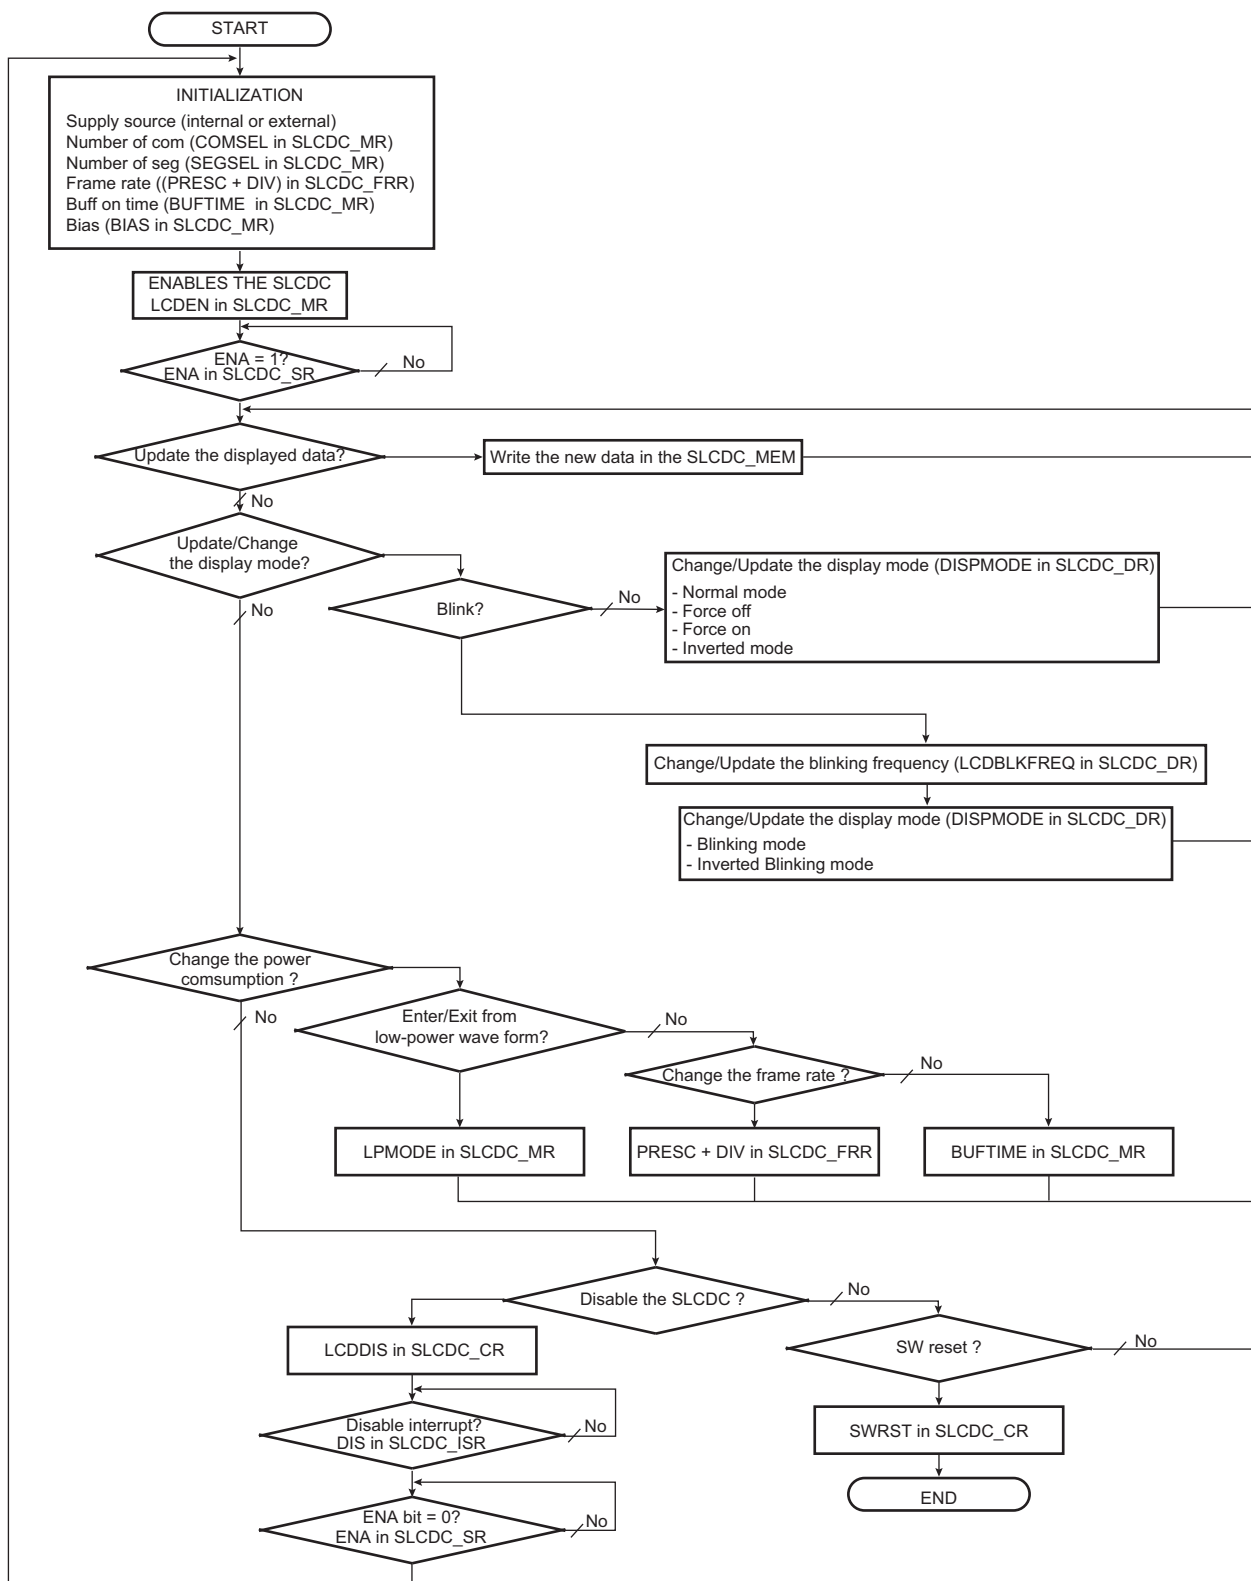 START
INITIALIZATION
Supply source (internal or external)
Number of com (COMSEL in SLCDC_MR)
Number of seg (SEGSEL in SLCDC_MR)
Frame rate ((PRESC + DIV) in SLCDC_FRR)
Buff on time (BUFTIME  in SLCDC_MR)
Bias (BIAS in SLCDC_MR)
ENABLES THE SLCDC
LCDEN in SLCDC_MR
ENA = 1?
ENA in SLCDC_SR
No
Update the displayed data?
Write the new data in the SLCDC_MEM
No
Update/Change
the display mode?
No
Blink?
No
Change/Update the display mode (DISPMODE in SLCDC_DR)
- Normal mode
- Force off
- Force on
- Inverted mode
Change/Update the blinking frequency (LCDBLKFREQ in SLCDC_DR)
Change/Update the display mode (DISPMODE in SLCDC_DR)
- Blinking mode
- Inverted Blinking mode
Change the power
comsumption ?
No
Enter/Exit from
low-power wave form?
No
Change the frame rate ?
No
LPMODE in SLCDC_MR
PRESC + DIV in SLCDC_FRR
BUFTIME in SLCDC_MR
Disable the SLCDC ?
No
LCDDIS in SLCDC_CR
SW reset ?
No
Disable interrupt?
DIS in SLCDC_ISR
No
SWRST in SLCDC_CR
END
ENA bit = 0?
ENA in SLCDC_SR
No